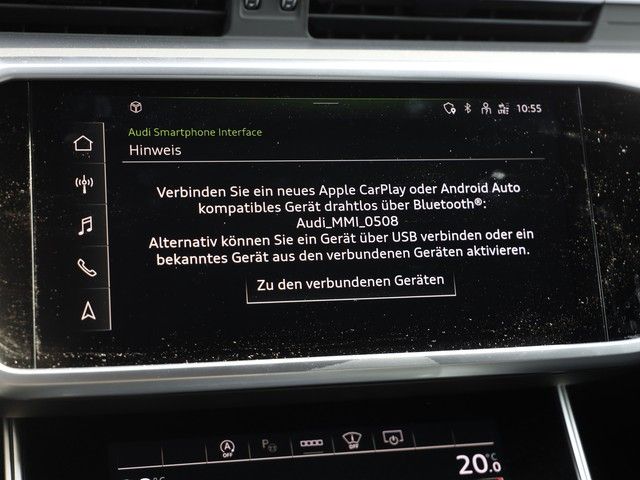 10:55
Audi Smartphone Interface
Hinweis
Verbinden Sie ein neues Apple CarPlay oder Android Auto
kompatibles Gerät drahtlos über Bluetooth®:
Audi_MMI_0508
Alternativ können Sie ein Gerät über USB verbinden oder ein
bekanntes Gerät aus den verbundenen Geräten aktivieren.
Zu den verbundenen Geräten
OFF
OFF
20.0 °C